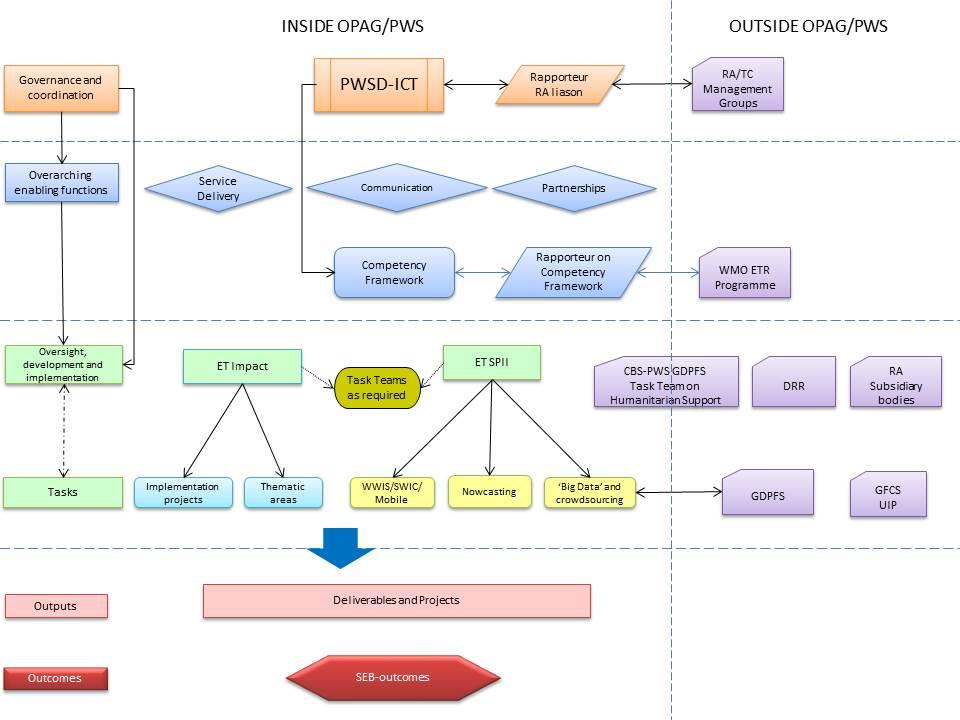 INSIDE OPAG/PWS
OUTSIDE OPAG/PWS
Governance and
coordination
PWSD-ICT
Rapporteur
RA liason
RA/TC
Management
Groups
Overarching
enabling functions
Service
Delivery
Communication
Partnerships
Competency
Framework
Rapporteur on
Competency
Framework
WMO ETR
Programme
Oversight,
development and
implementation
ET Impact
Task Teams
as required
ET SPII
CBS-PWS GDPFS
Task Team on
Humanitarian Support
DRR
RA
Subsidiary
bodies
Tasks
Implementation
projects
Thematic
areas
WWIS/SWIC/
Mobile
Nowcasting
‘Big Data’ and
crowdsourcing
GDPFS
GFCS
UIP
Outputs
Deliverables and Projects
Outcomes
SEB-outcomes